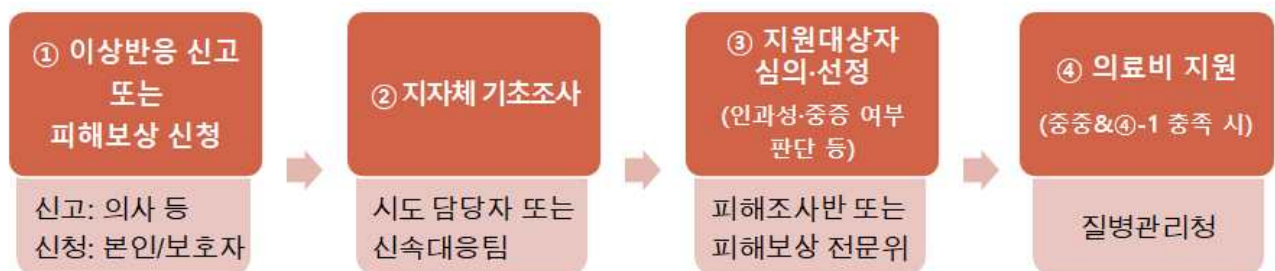 ① 이상반응 신고
또는
피해보상 신청
신고: 의사 등
신청: 본인/보호자
② 지자체 기초조사
시도 담당자 또는
신속대응팀
③ 지원대상자
심의·선정
(인과성·중증 여부
판단 등)
피해조사반 또는
피해보상 전문위
④ 의료비 지원
(중중&④-1 충족 시)
질병관리청